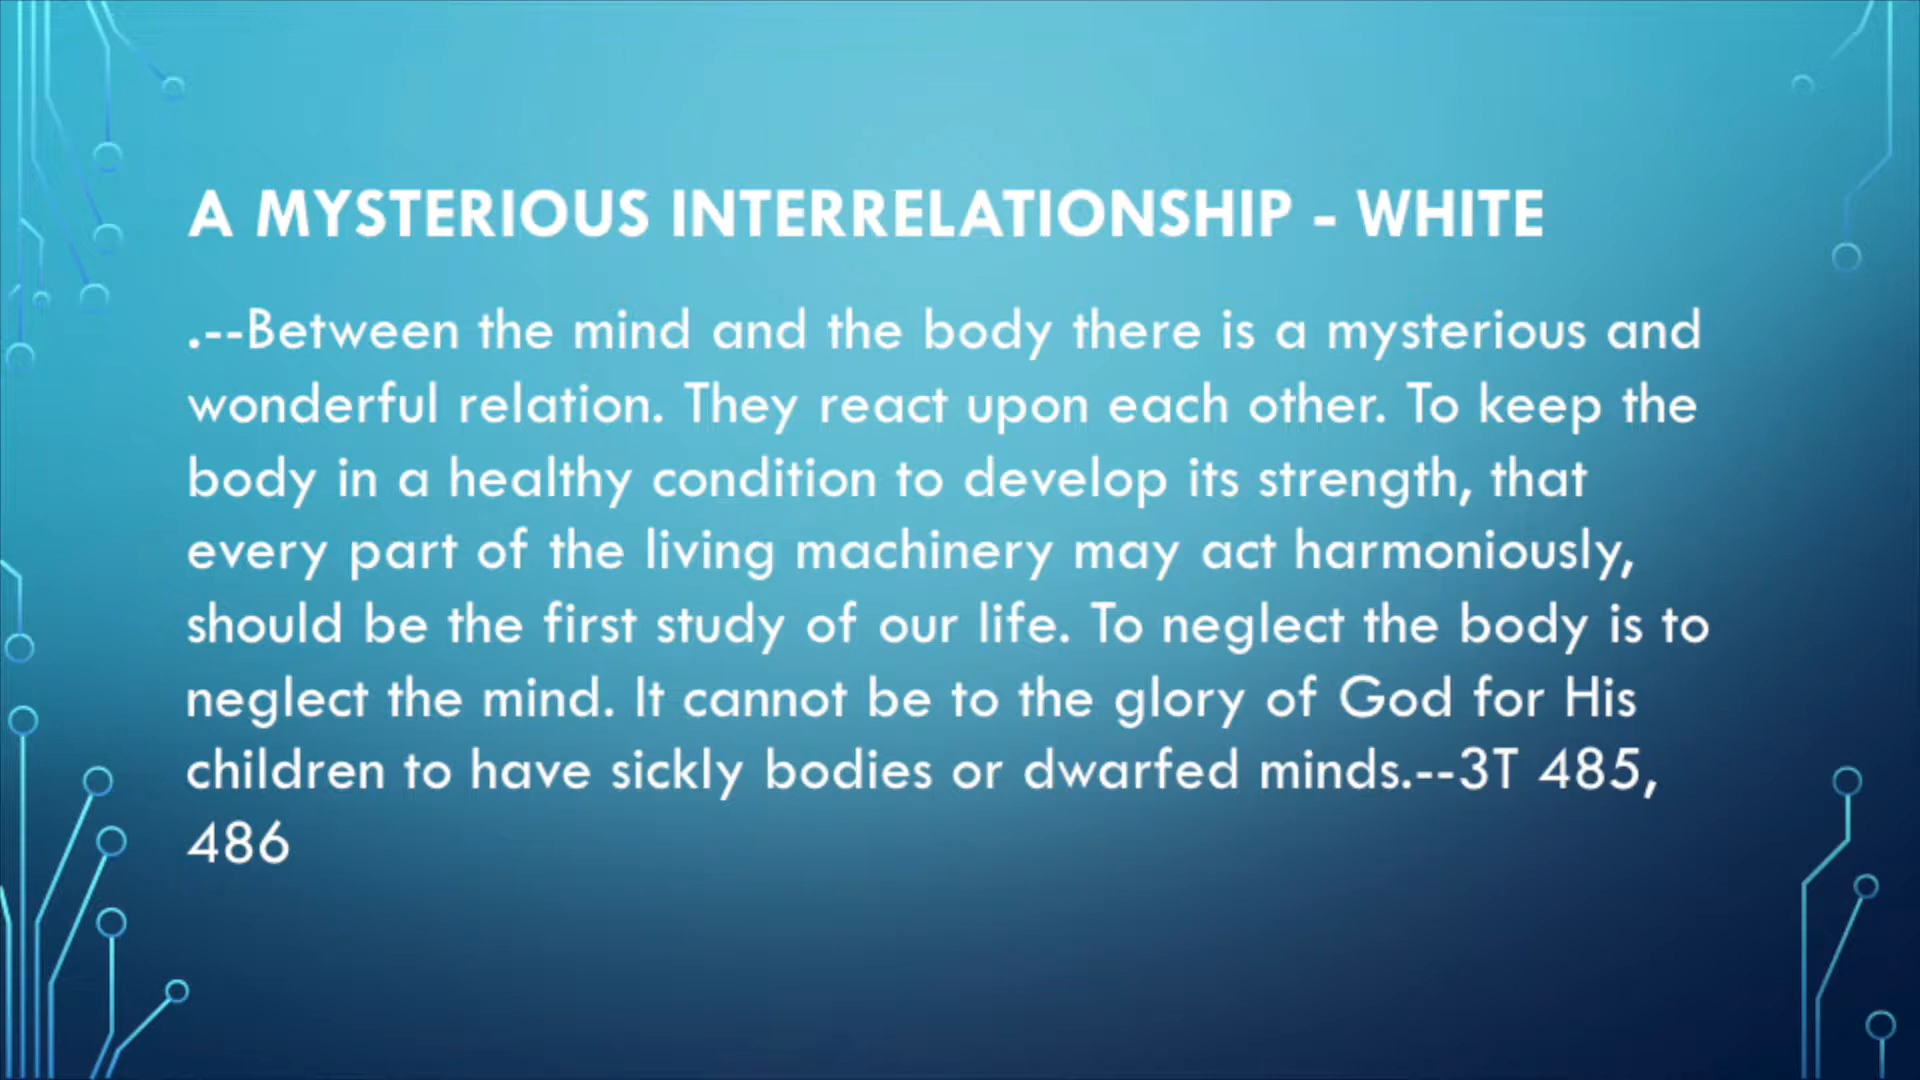 A MYSTERIOUS INTERRELATIONSHIP - WHITE
.--Between the mind and the body there is a mysterious and
wonderful relation. They react upon each other. To keep the
body in a healthy condition to develop its strength, that
every part of the living machinery may act harmoniously,
should be the first study of our life. To neglect the body is to
neglect the mind. It cannot be to the glory of God for His
children to have sickly bodies or dwarfed minds.--3T 485,
486